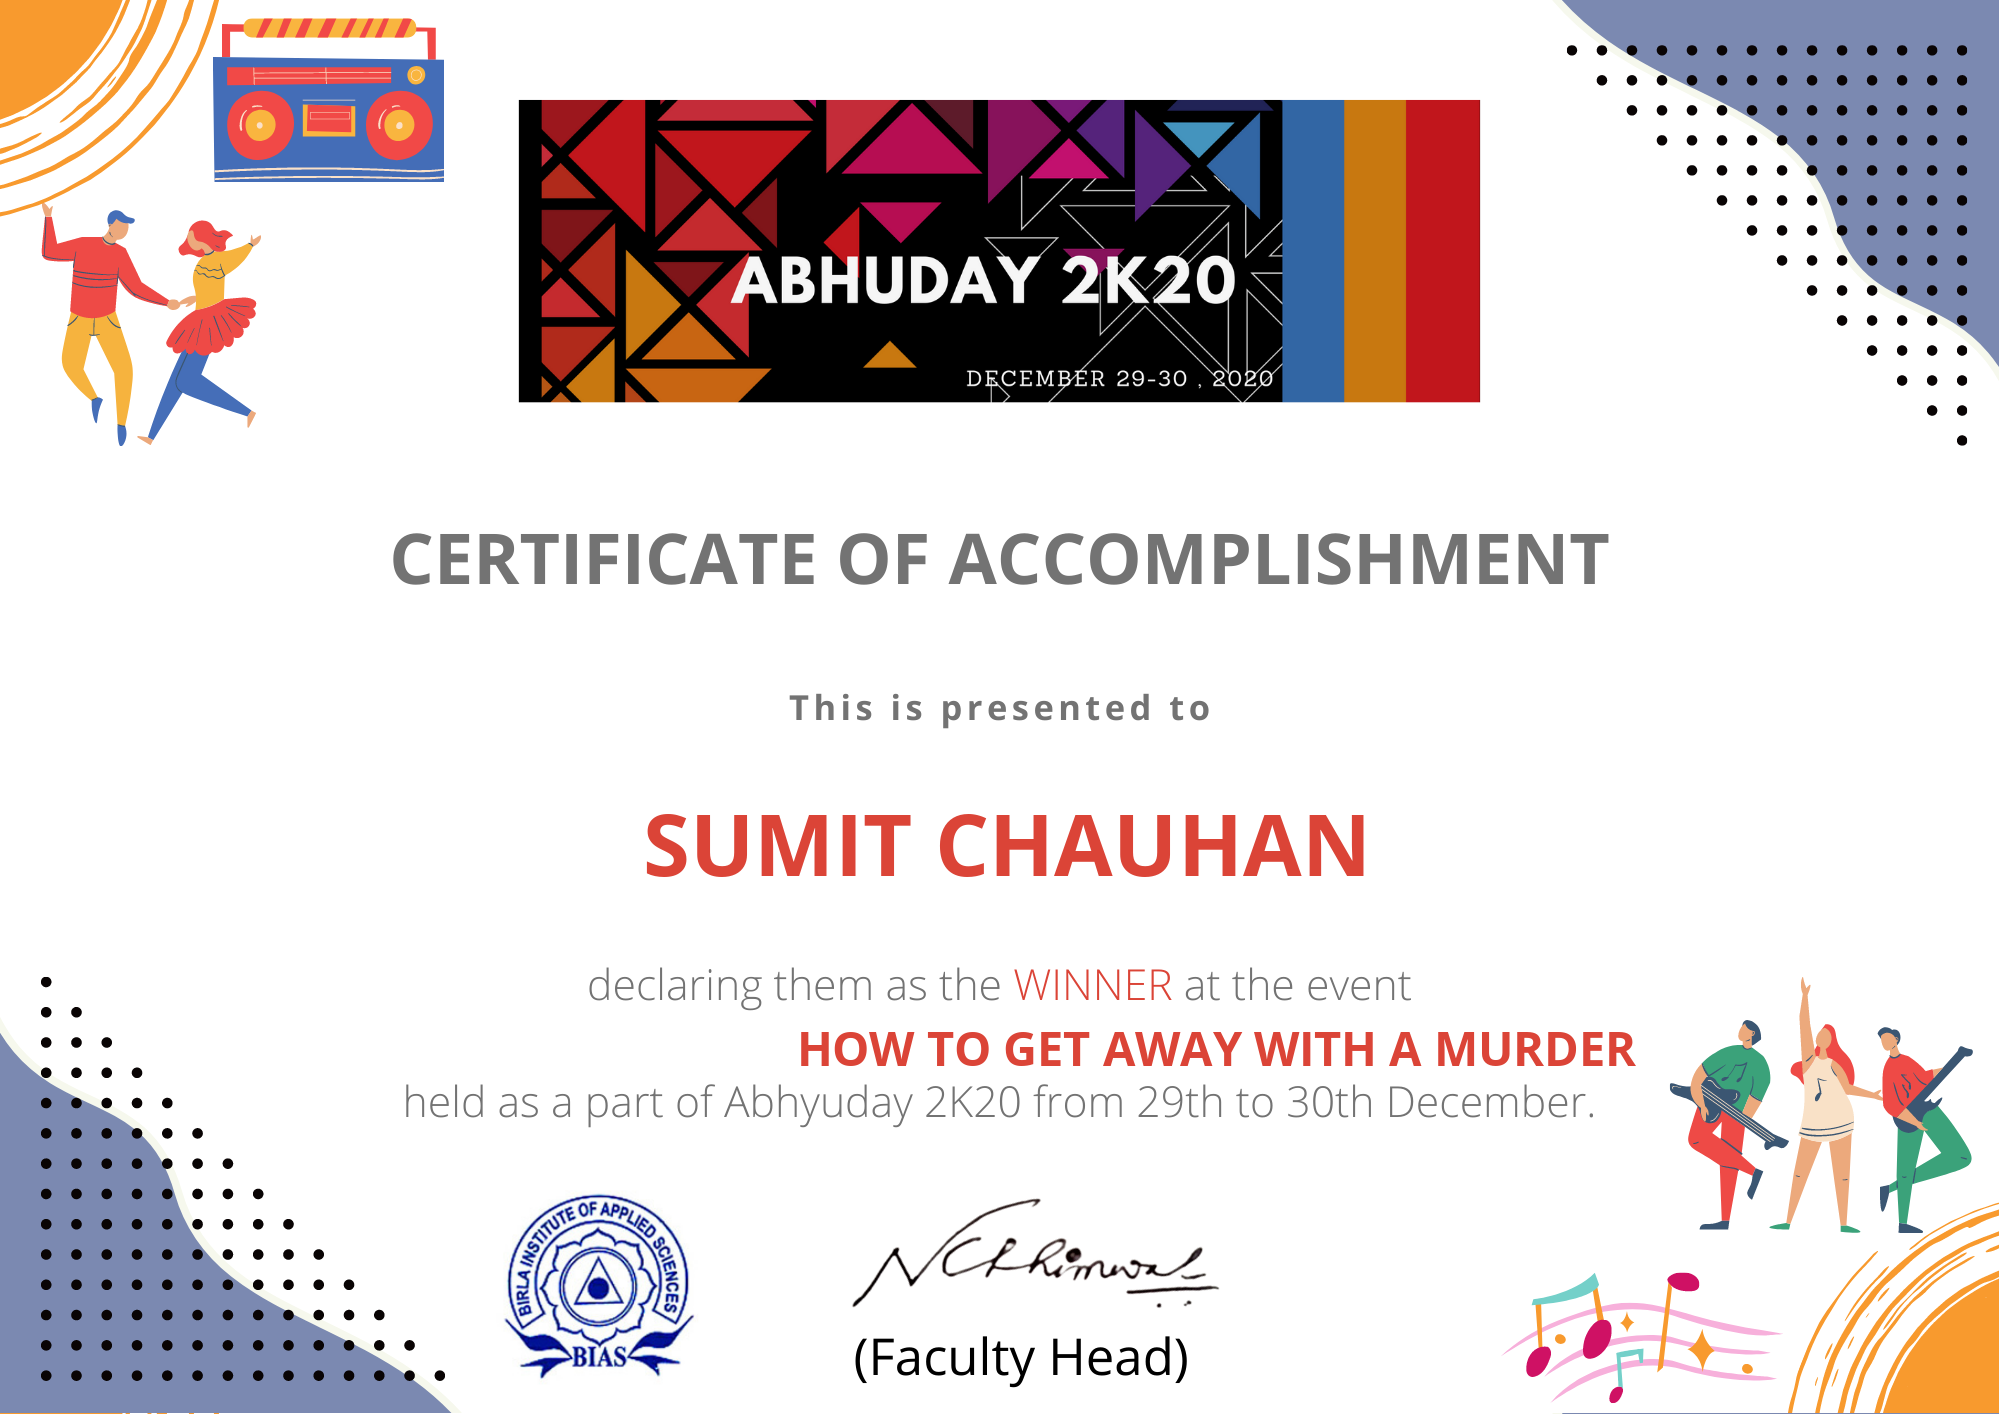 ABHUDAY 2K20
DECEMBER 29-30 , 2020
CERTIFICATE OF ACCOMPLISHMENT
This is presented to
SUMIT CHAUHAN
declaring them as the WINNER at the event
HOW TO GET AWAY WITH A MURDER
held as a part of Abhyuday 2K20 from 29th to 30th December.
BIRLA INSTITUTE OF APPLIED SCIENCES
BIAS
(Faculty Head)